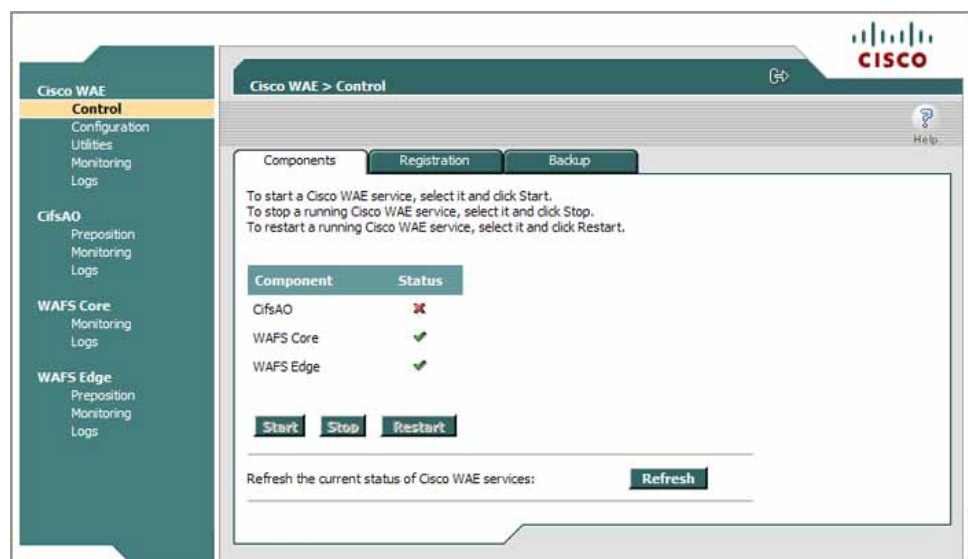 CISCO
Cisco WAE
Control
Configuration
Utilities
Monitoring
Logs
CifsAO
Preposition
Monitoring
Logs
WAFS Core
Monitoring
Logs
WAFS Edge
Preposition
Monitoring
Logs
Cisco WAE > Control
Help
Components Registration Backup
To start a Cisco WAE service, select it and click Start.
To stop a running Cisco WAE service, select it and click Stop.
To restart a running Cisco WAE service, select it and click Restart.
Component Status
CifsAO
WAFS Core
WAFS Edge
Start Stop Restart
Refresh the current status of Cisco WAE services: Refresh